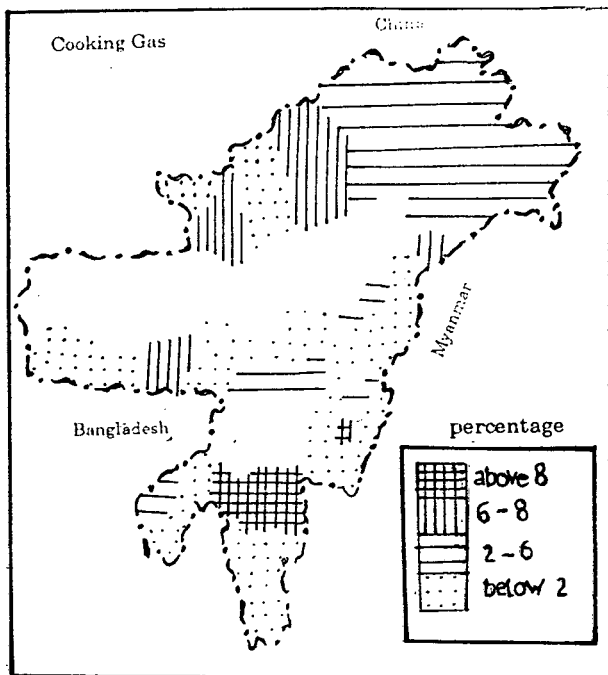 China
Cooking Gas
Myanmar
Bangladesh
percentage
above 8
6-8
2-6
below 2